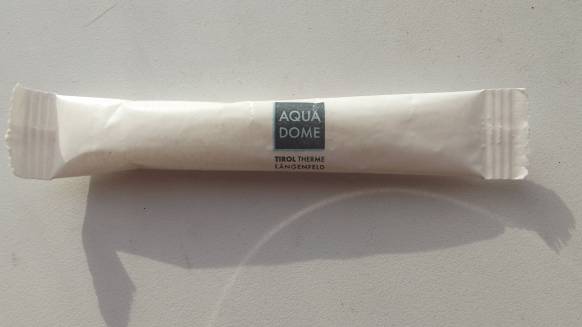 AQUA
DOME
TIROL THERME
LÄNGENFELD